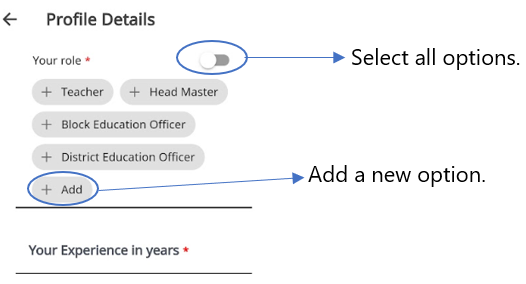 Profile Details
Your role *
Select all options.
+ Teacher + Head Master
+ Block Education Officer
+ District Education Officer
+ Add
Add a new option.
Your Experience in years *